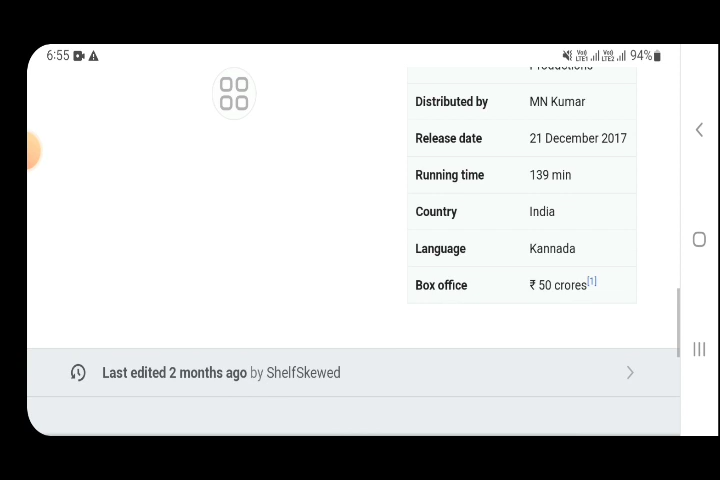 6:55
94%
Distributed by MN Kumar
Release date 21 December 2017
Running time 139 min
Country India
Language Kannada
Box office ₹ 50 crores[1]
Last edited 2 months ago by ShelfSkewed